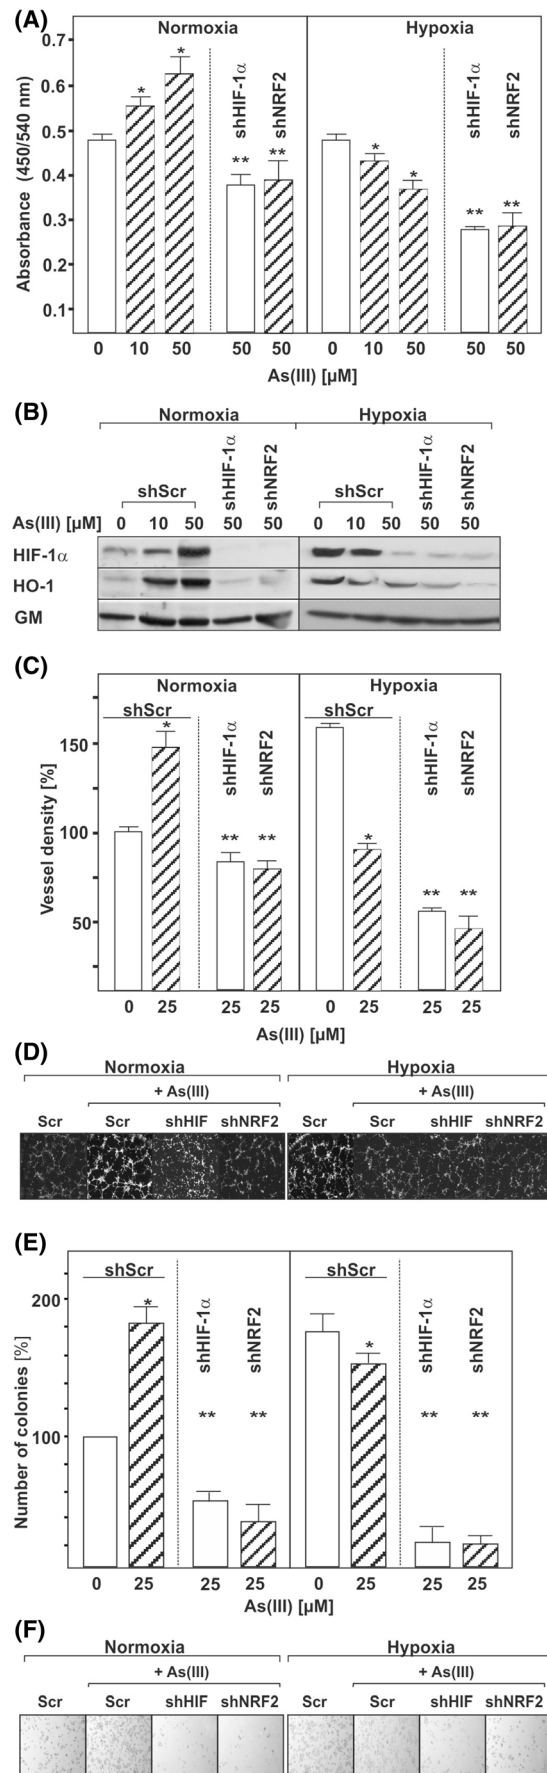 (A)
Normoxia Hypoxia
0.7
0.6
0.5
0.4
0.3
0.2
0.1
Absorbance (450/540 nm)
* * ** ** * * ** **
shHIF-1α shNRF2 shHIF-1α shNRF2
0 10 50 50 50 0 10 50 50 50
As(III) [µM]
(B)
Normoxia Hypoxia
shScr shHIF-1α shNRF2 shScr shHIF-1α shNRF2
As(III) [µM] 0 10 50 50 50 0 10 50 50 50
HIF-1α
HO-1
GM
(C)
Normoxia Hypoxia
shScr shScr
* ** ** * ** **
shHIF-1α shNRF2 shHIF-1α shNRF2
150
100
50
Vessel density [%]
0 25 25 25 0 25 25 25
As(III) [µM]
(D)
Normoxia Hypoxia
+ As(III) + As(III)
Scr Scr shHIF shNRF2 Scr Scr shHIF shNRF2
(E)
shScr shScr
* ** ** * ** **
shHIF-1α shNRF2 shHIF-1α shNRF2
200
100
Number of colonies [%]
0 25 25 25 0 25 25 25
As(III) [µM]
(F)
Normoxia Hypoxia
+ As(III) + As(III)
Scr Scr shHIF shNRF2 Scr Scr shHIF shNRF2